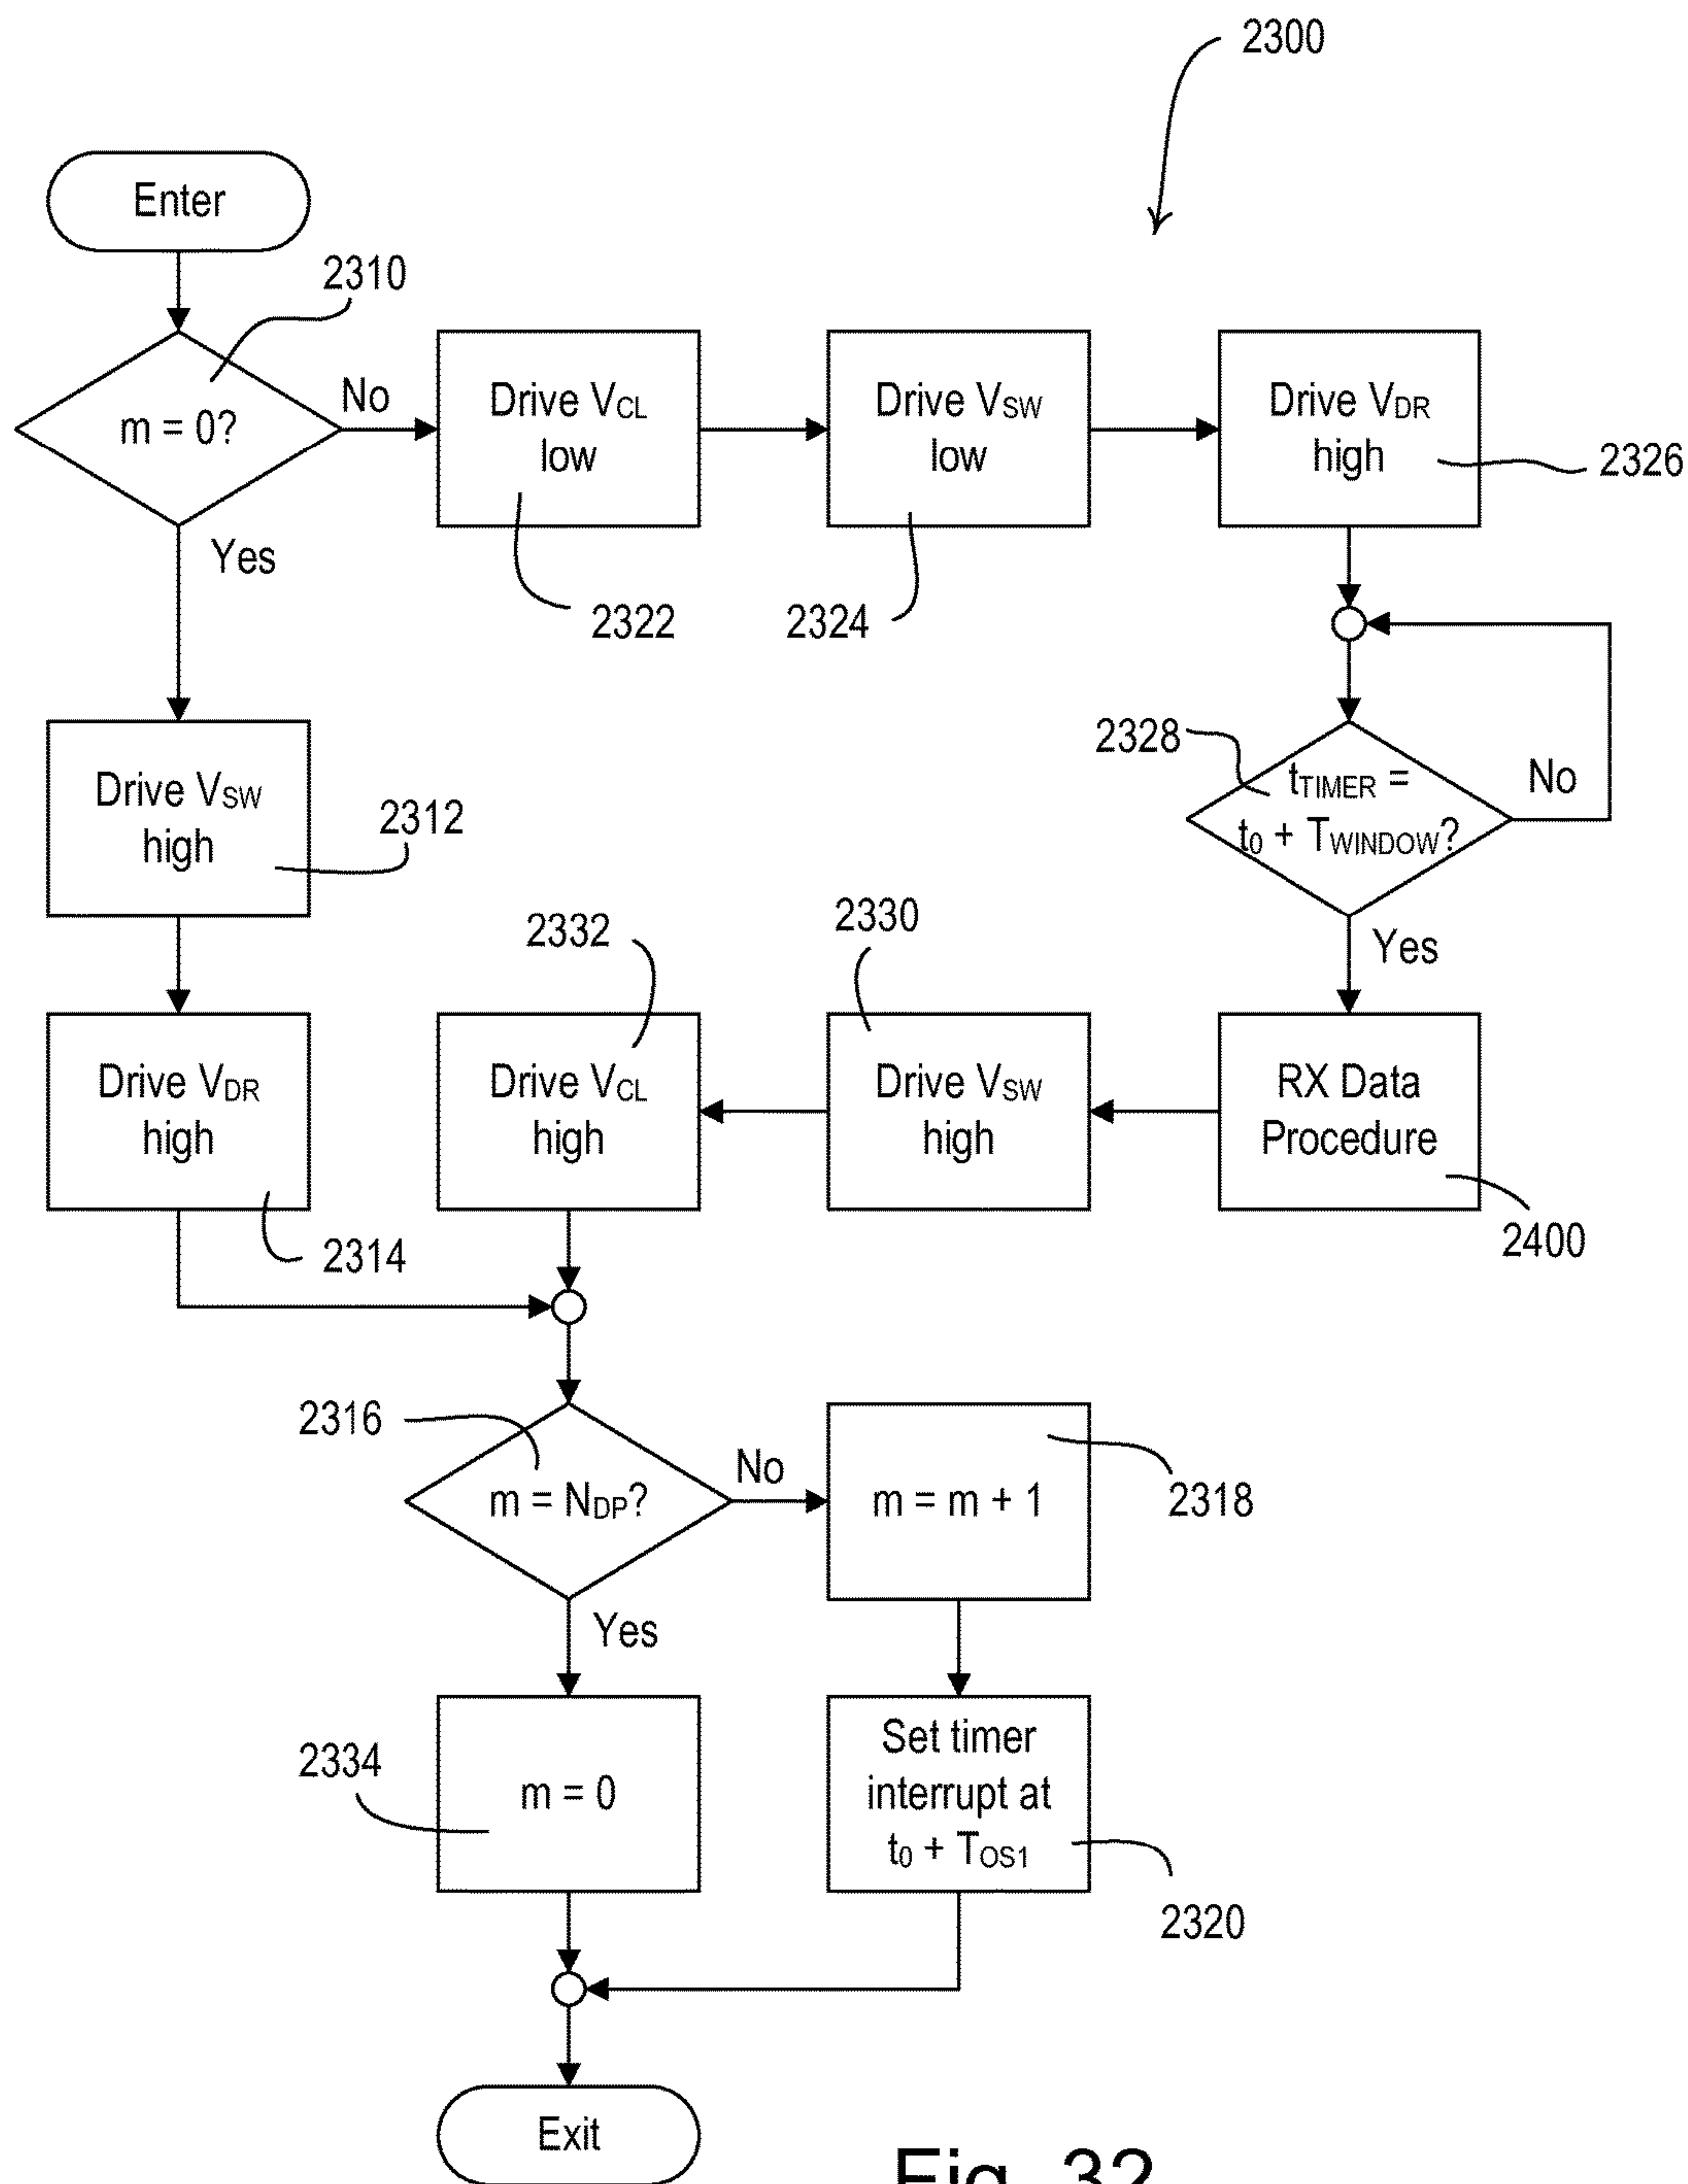 2300
Enter
2310
m = 0?
No
Yes
Drive VCL
low
2322
Drive VSW
low
2324
Drive VDR
high
2326
2328
tTIMER =
t0 + TWINDOW?
No
Yes
Drive VSW
high
2312
2332
2330
Drive VDR
high
2314
Drive VCL
high
Drive VSW
high
RX Data
Procedure
2400
2316
m = NDP?
No
Yes
m = m + 1
2318
2334
m = 0
Set timer
interrupt at
t0 + TOS1
2320
Exit
Fig. 32